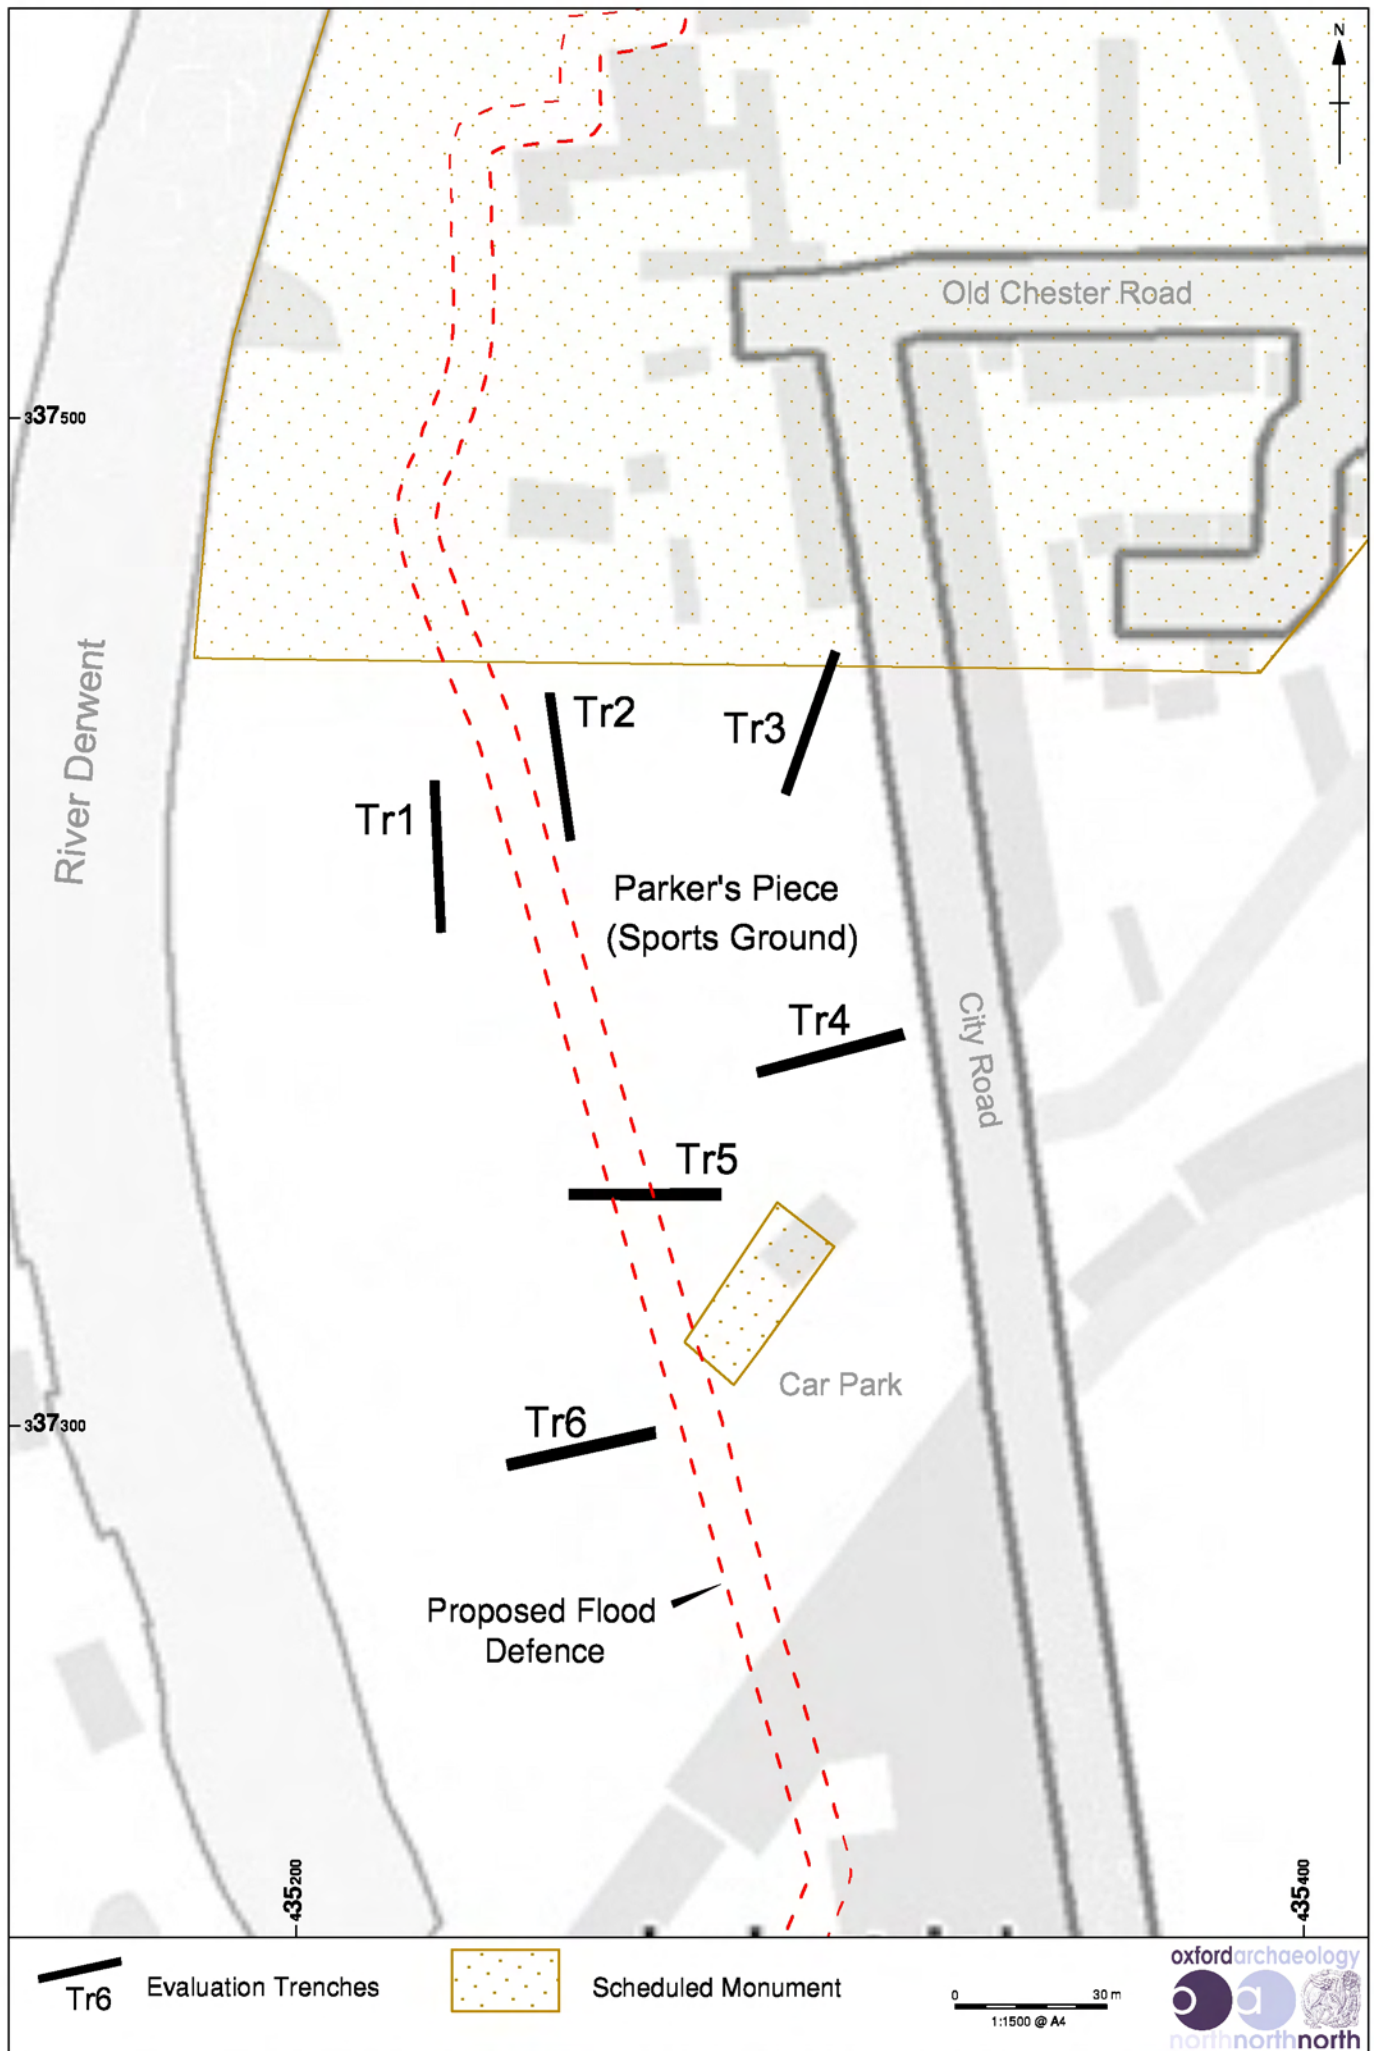 N
Old Chester Road
337500
River Derwent
Tr2
Tr3
Tr1
Parker's Piece
(Sports Ground)
Tr4
City Road
Tr5
Car Park
Tr6
337300
Proposed Flood
Defence
435200
435400
Tr6
Evaluation Trenches
Scheduled Monument
0 30 m
1:1500 @ A4
oxfordarchaeology
oa
northnorthnorth